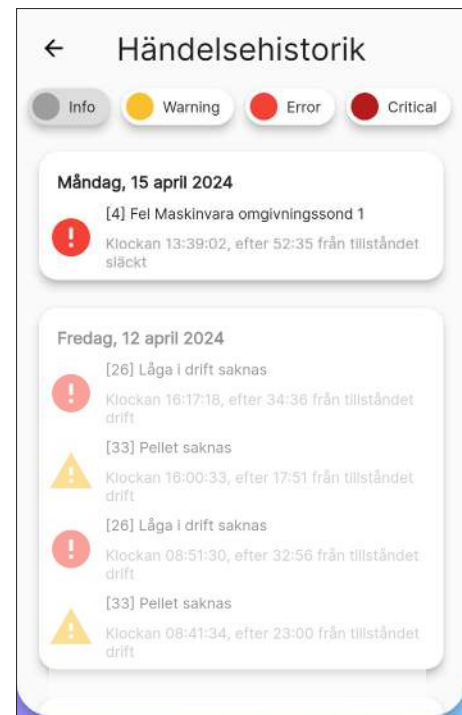 Händelsehistorik
Info Warning Error Critical
Måndag, 15 april 2024
[4] Fel Maskinvara omgivningssond 1
Klockan 13:39:02, efter 52:35 från tillståndet
släckt
Fredag, 12 april 2024
[26] Låga i drift saknas
Klockan 16:17:18, efter 34:36 från tillståndet
drift
[33] Pellet saknas
Klockan 16:00:33, efter 17:51 från tillståndet
drift
[26] Låga i drift saknas
Klockan 08:51:30, efter 32:56 från tillståndet
drift
[33] Pellet saknas
Klockan 08:41:34, efter 23:00 från tillståndet
drift